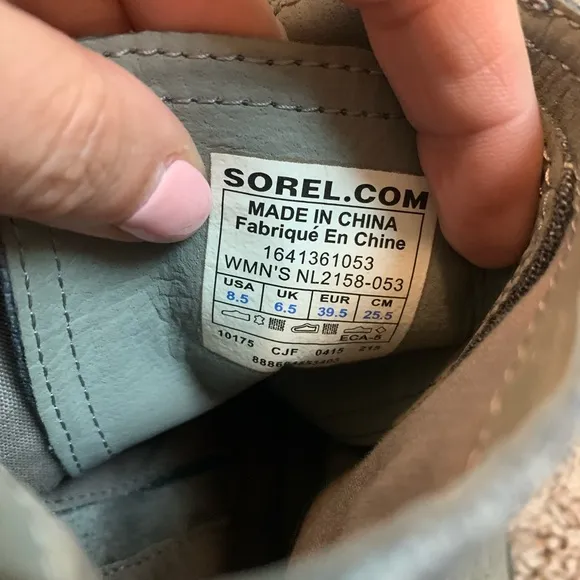 SOREL.COM
MADE IN CHINA
Fabriqué En Chine
1641361053
WMN'S NL2158-053
USA UK EUR CM
8.5 6.5 39.5 25.5
ECA-5
10175 CJF 0415